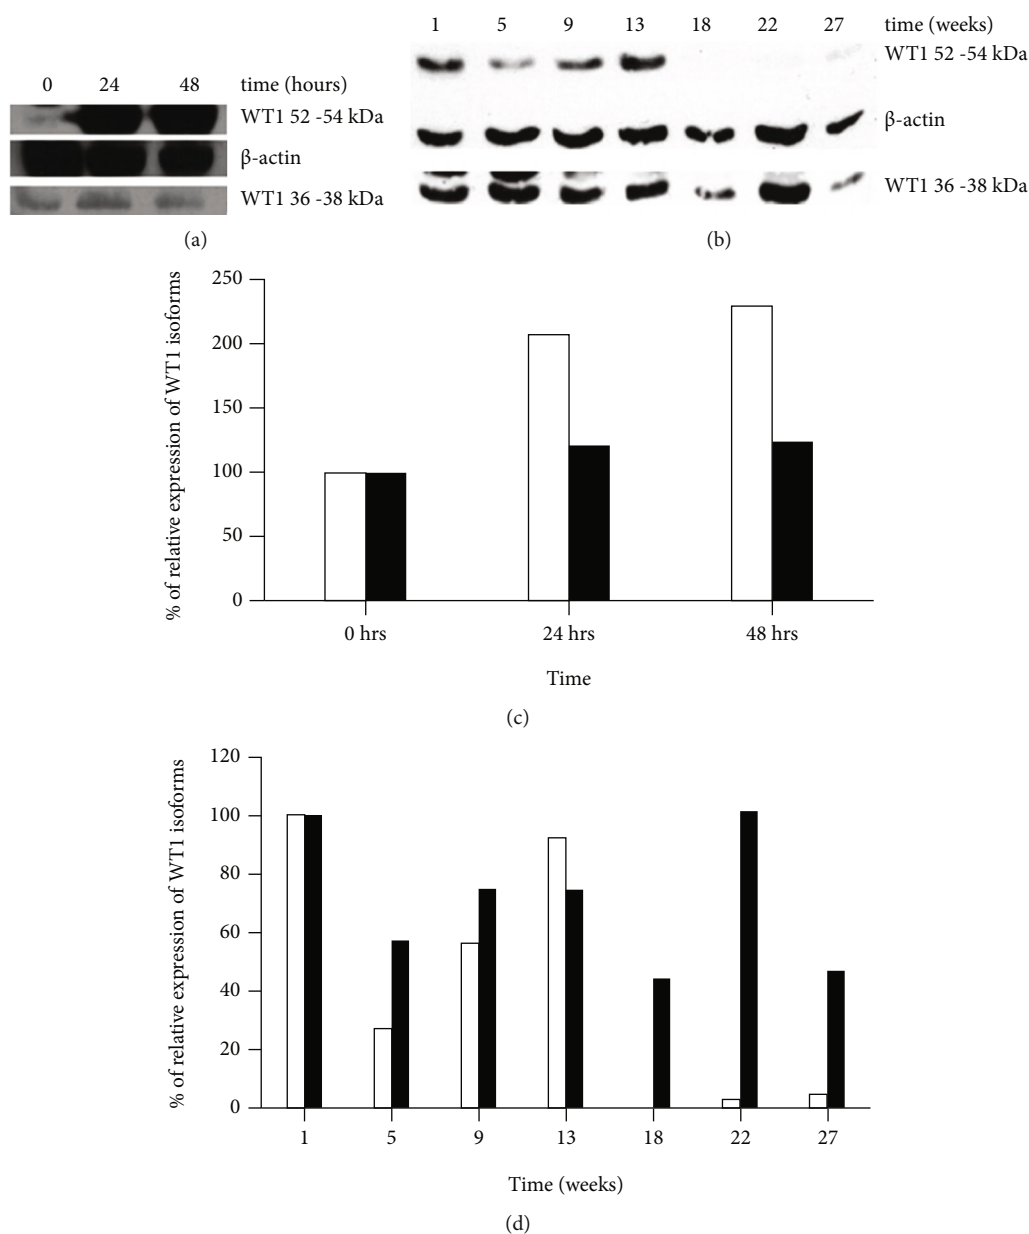 0 24 48 time (hours)
WT1 52 -54 kDa
β-actin
WT1 36 -38 kDa
(a)
1 5 9 13 18 22 27 time (weeks)
WT1 52 -54 kDa
β-actin
WT1 36 -38 kDa
(b)
% of relative expression of WT1 isoforms
250
200
150
100
50
0
0 hrs 24 hrs 48 hrs
Time
(c)
% of relative expression of WT1 isoforms
120
100
80
60
40
20
0
1 5 9 13 18 22 27
Time (weeks)
(d)